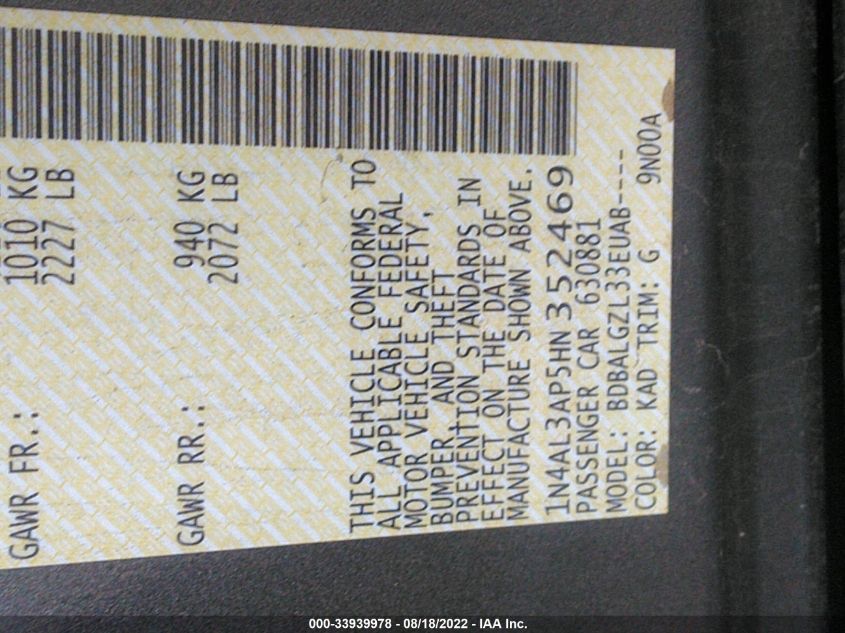 GAWR FR.: 1010 KG
2227 LB
GAWR RR.: 940 KG
2072 LB
THIS VEHICLE CONFORMS TO
ALL APPLICABLE FEDERAL
MOTOR VEHICLE SAFETY,
BUMPER, AND THEFT
PREVENTION STANDARDS IN
EFFECT ON THE DATE OF
MANUFACTURE SHOWN ABOVE.
1N4AL3AP5HN352469
PASSENGER CAR 630881
MODEL: BDBALGZL33EUAB----
COLOR: KAD TRIM: G 9N00A
000-33939978 - 08/18/2022 - IAA Inc.